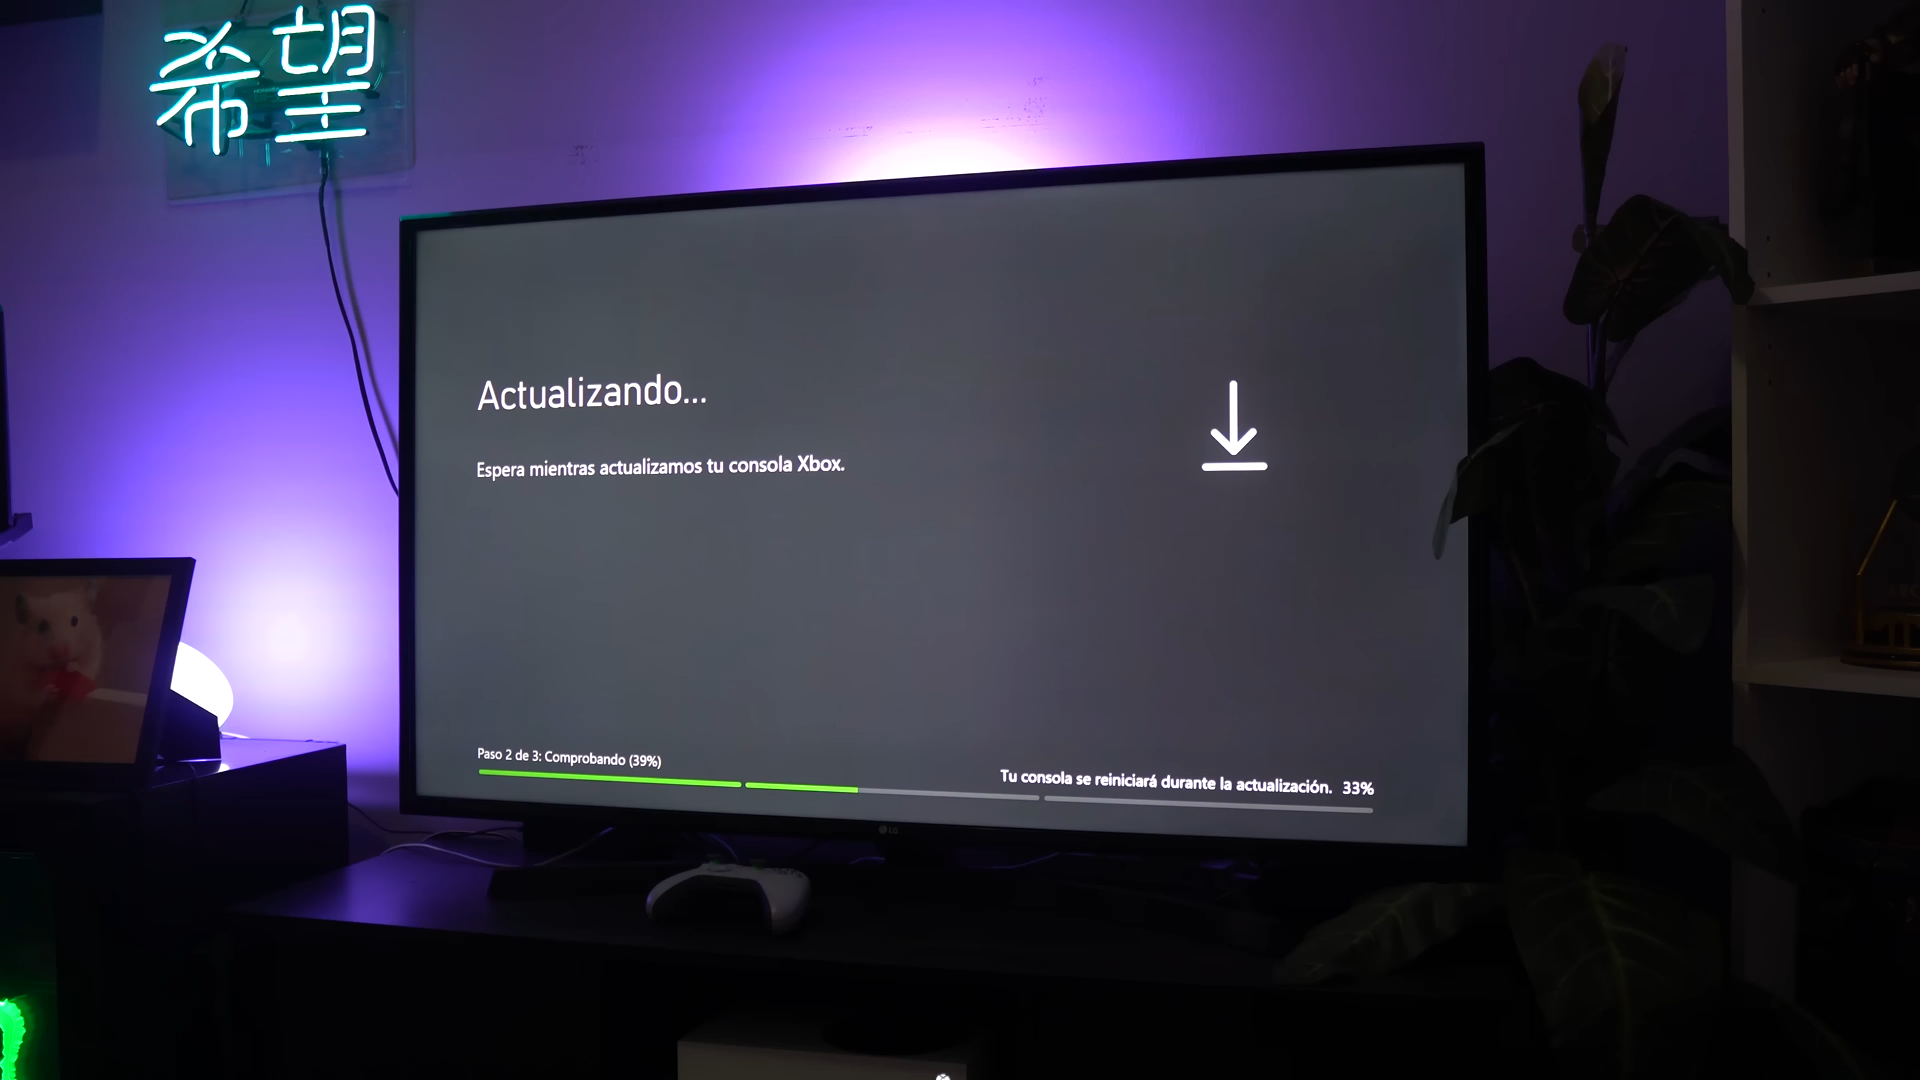 希望
Actualizando...
Espera mientras actualizamos tu consola Xbox.
Paso 2 de 3: Comprobando (39%)
Tu consola se reiniciará durante la actualización. 33%
LG